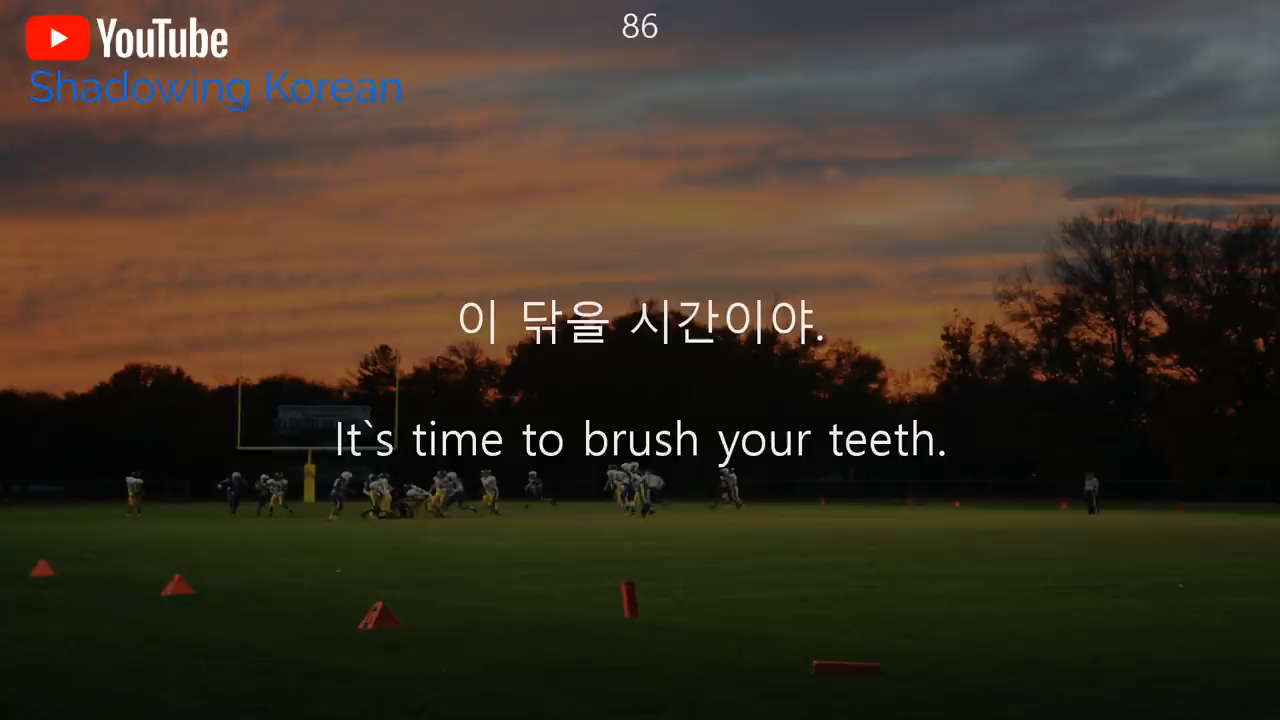 86
YouTube
Shadowing Korean
이 닦을 시간이야.
It`s time to brush your teeth.